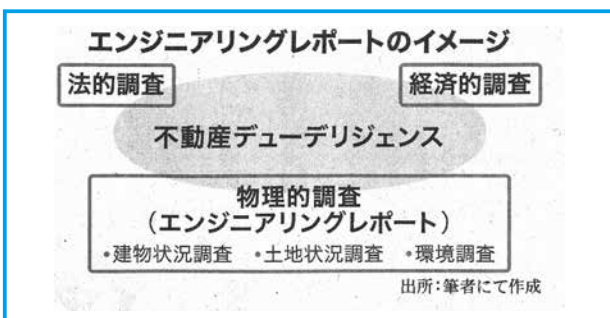 エンジニアリングレポートのイメージ
法的調査
経済的調査
不動産デューデリジェンス
物理的調査
（エンジニアリングレポート）
・建物状況調査 ・土地状況調査 ・環境調査
出所：筆者にて作成